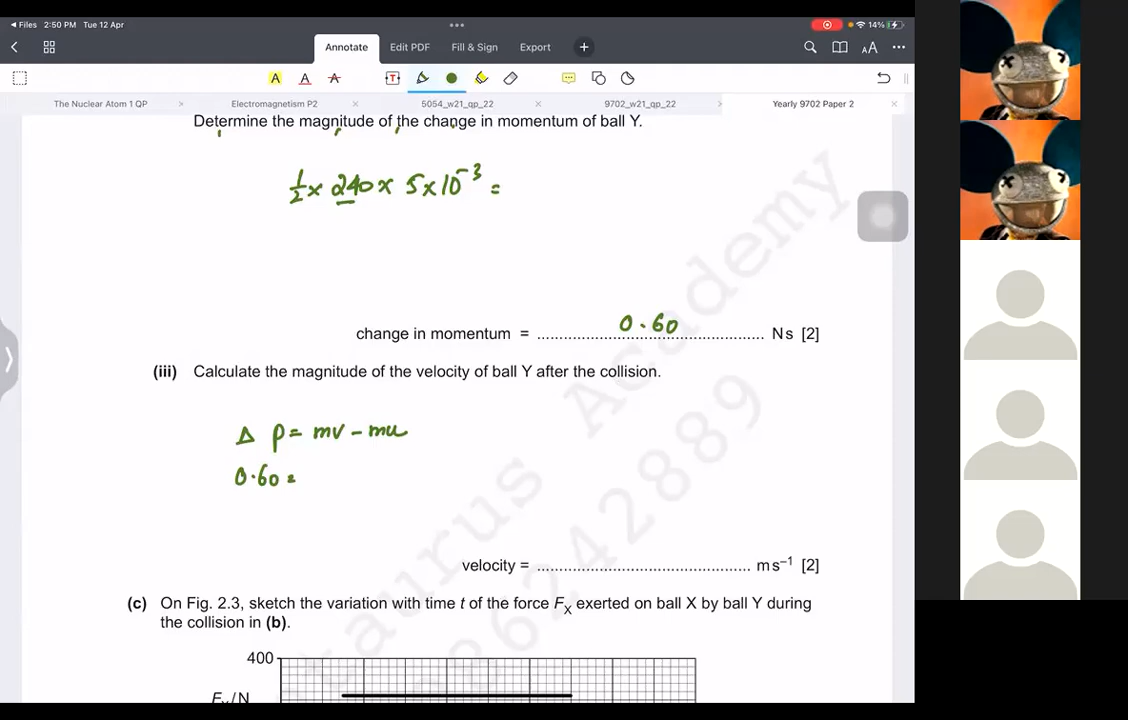 Files 2:50 PM Tue 12 Apr 14%
Annotate Edit PDF Fill & Sign Export
The Nuclear Atom 1 QP Electromagnetism P2 5054_w21_qp_22 9702_w21_qp_22 Yearly 9702 Paper 2
Determine the magnitude of the change in momentum of ball Y.
1/2 × 240 × 5×10⁻³ =
0.60
change in momentum = ........ N s [2]
(iii) Calculate the magnitude of the velocity of ball Y after the collision.
Δ p = mv − mu
0.60 =
velocity = ........ m s⁻¹ [2]
(c) On Fig. 2.3, sketch the variation with time t of the force Fₓ exerted on ball X by ball Y during
the collision in (b).
400
Fₓ/N
taurus Academy
8624 2889